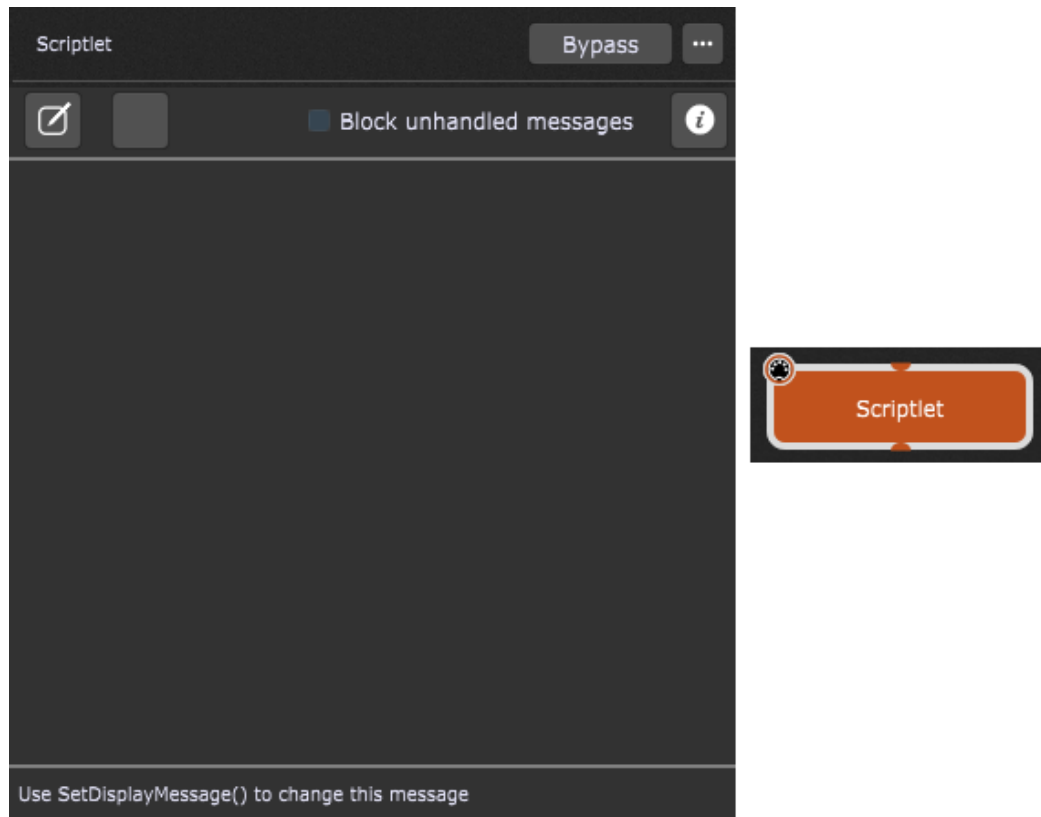 Scriptlet
Bypass
Block unhandled messages
Scriptlet
Use SetDisplayMessage() to change this message